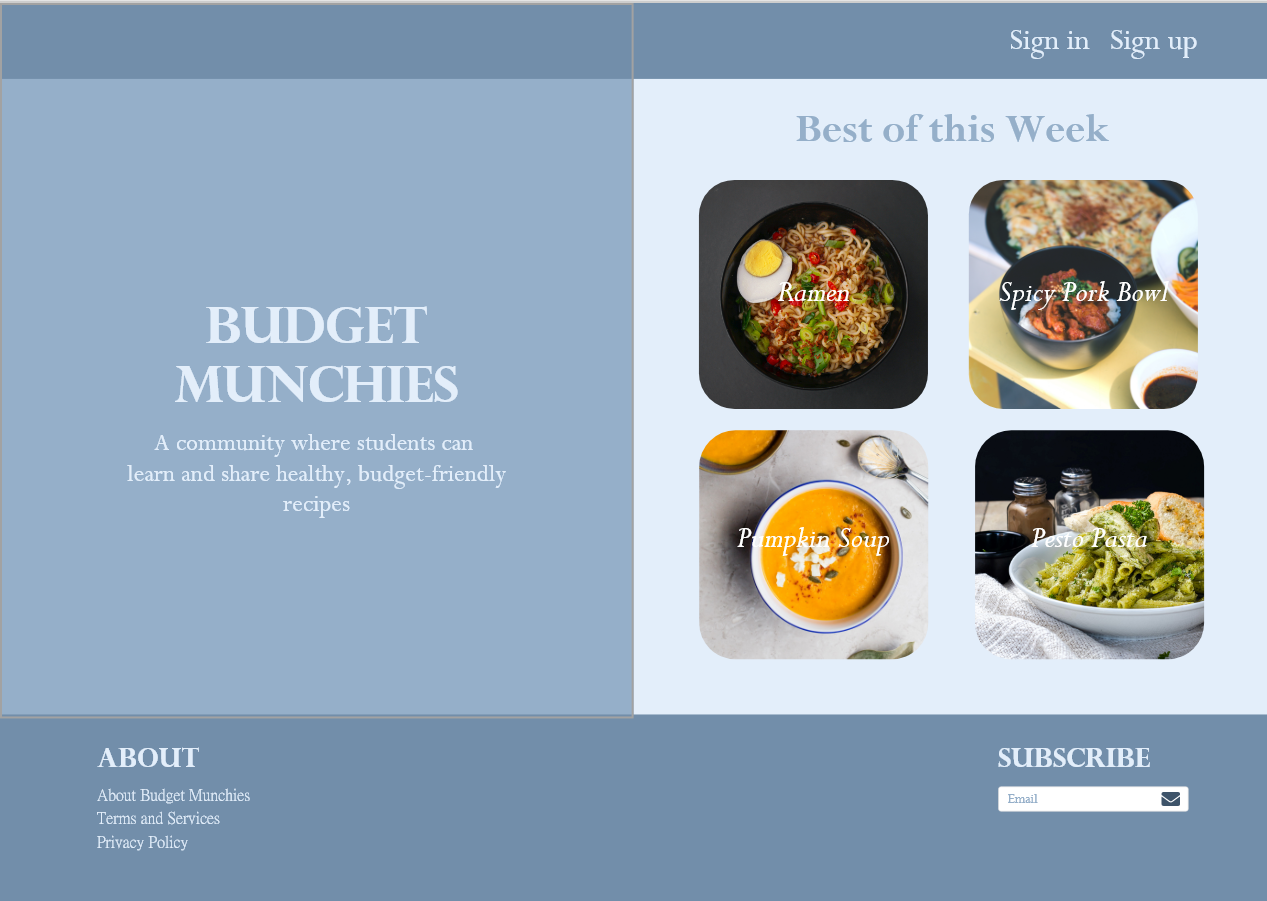 Sign in Sign up
BUDGET
MUNCHIES
A community where students can
learn and share healthy, budget-friendly
recipes
Best of this Week
Ramen
Spicy Pork Bowl
Pumpkin Soup
Pesto Pasta
ABOUT
About Budget Munchies
Terms and Services
Privacy Policy
SUBSCRIBE
Email